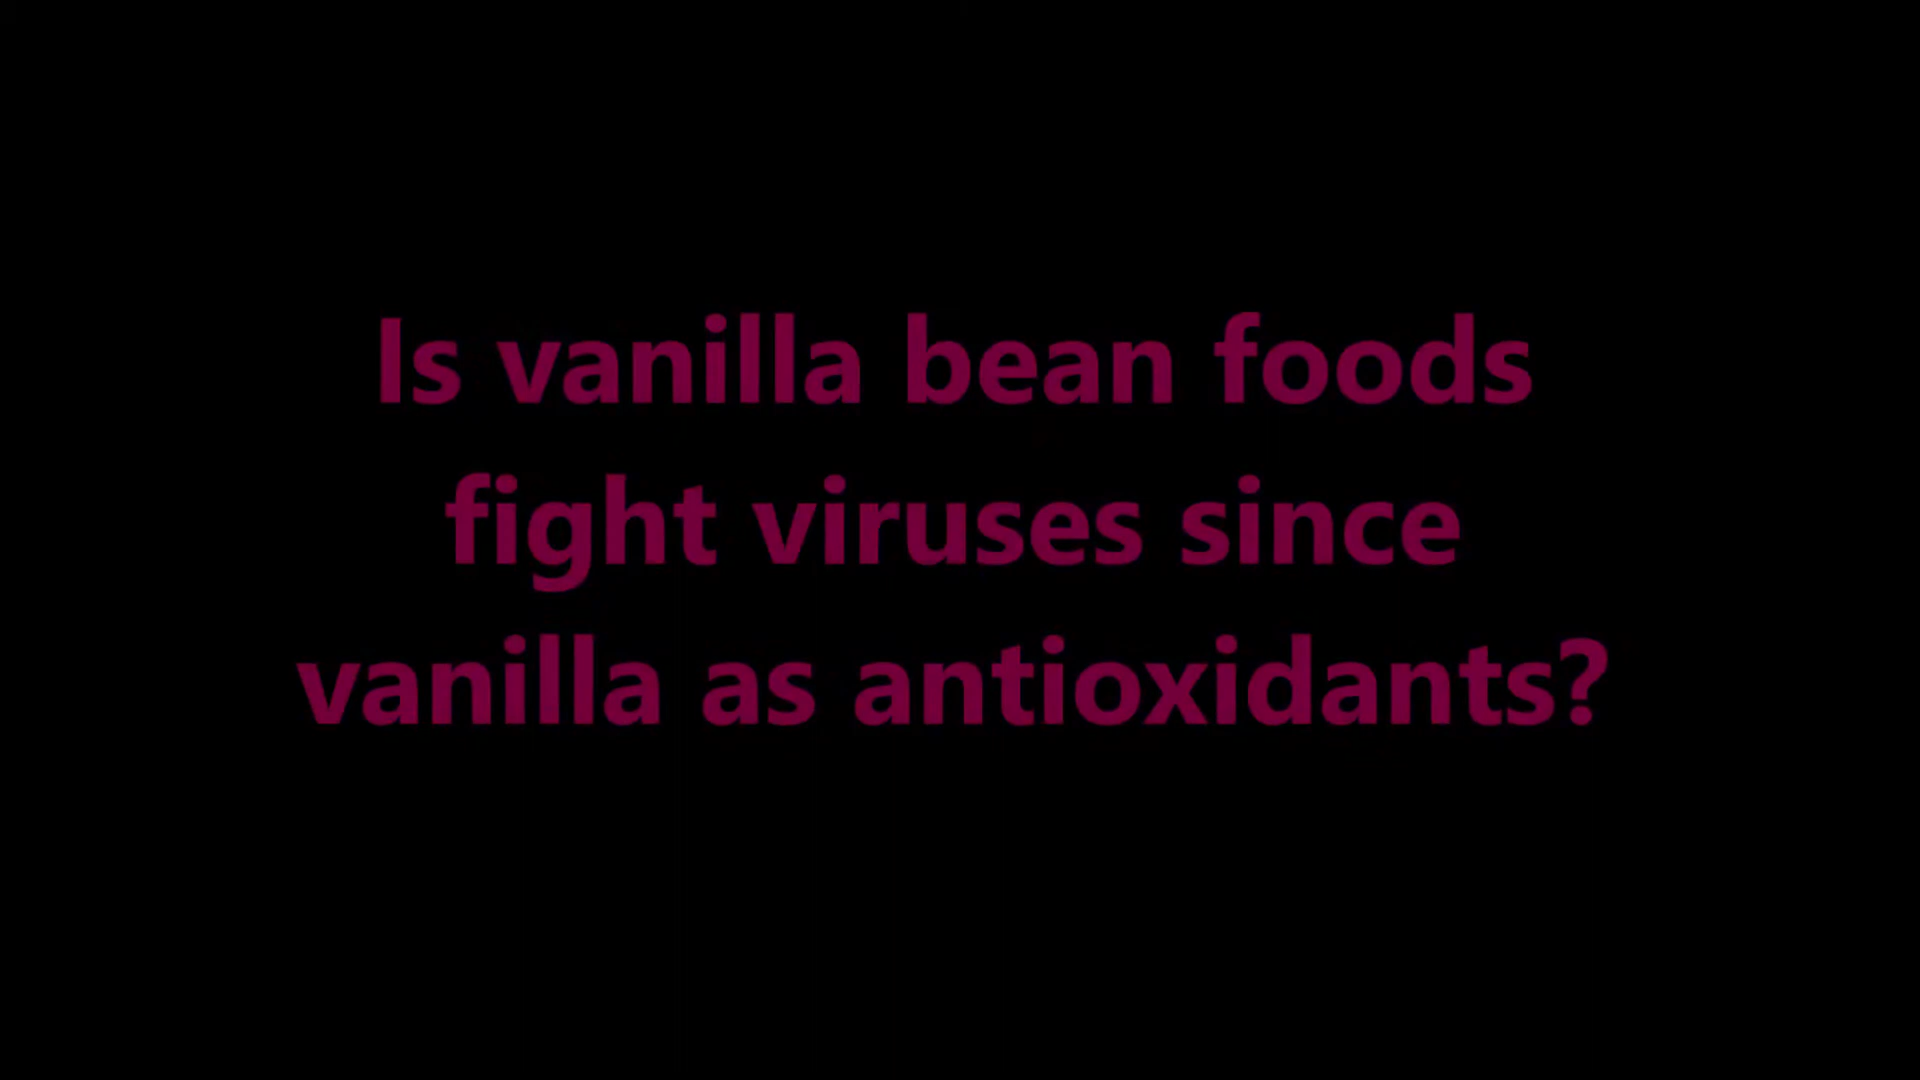 Is vanilla bean foods
fight viruses since
vanilla as antioxidants?